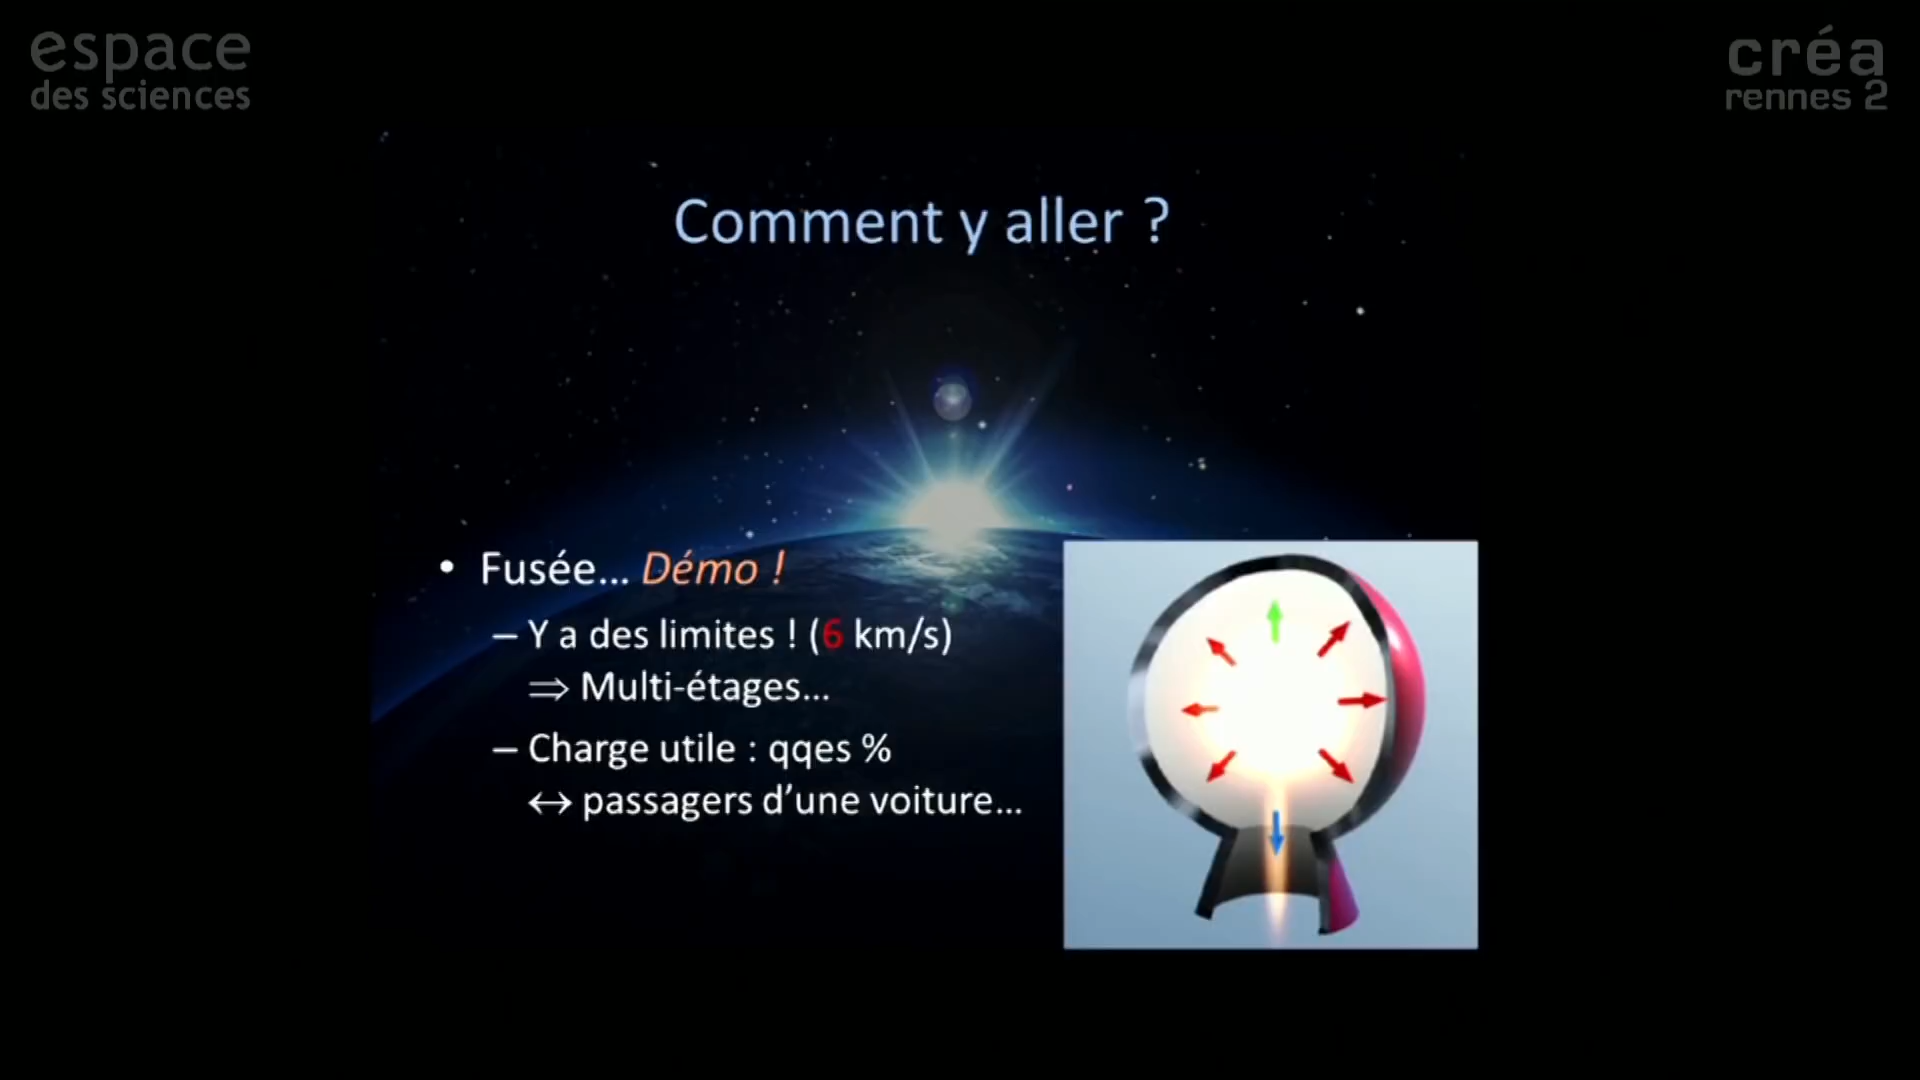 espace
des sciences
créa
rennes 2
Comment y aller ?
• Fusée... Démo !
– Y a des limites ! (6 km/s)
⇒ Multi-étages...
– Charge utile : qqes %
↔ passagers d’une voiture...